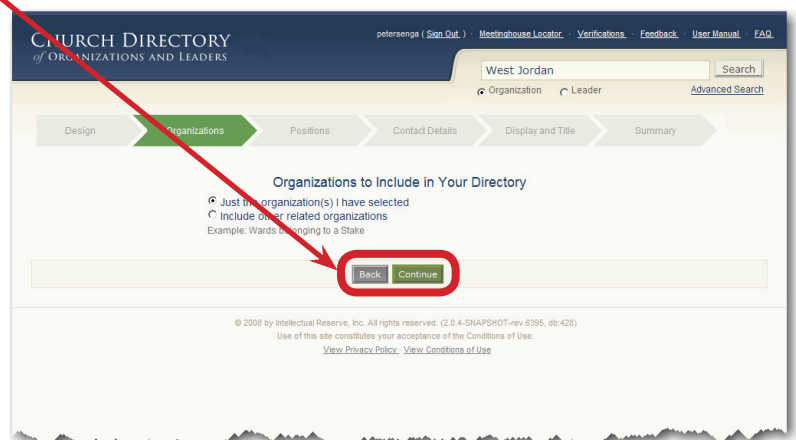 CHURCH DIRECTORY
of ORGANIZATIONS AND LEADERS
petersenga ( Sign Out ) · Meetinghouse Locator · Verifications · Feedback · User Manual · FAQ
West Jordan Search
Organization Leader Advanced Search
Design Organizations Positions Contact Details Display and Title Summary
Organizations to Include in Your Directory
Just the organization(s) I have selected
Include other related organizations
Example: Wards belonging to a Stake
Back Continue
© 2008 by Intellectual Reserve, Inc. All rights reserved. (2.0.4-SNAPSHOT-rev.6395, db:428)
Use of this site constitutes your acceptance of the Conditions of Use.
View Privacy Policy · View Conditions of Use